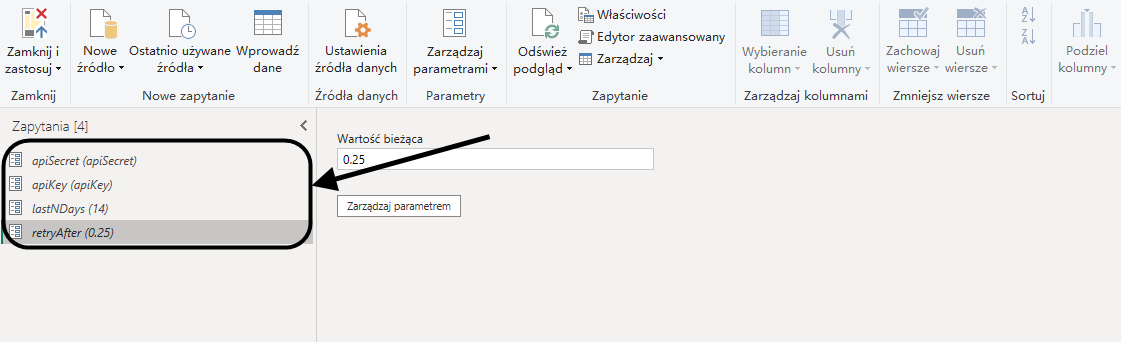 Zamknij i
zastosuj
Zamknij
Nowe
źródło
Ostatnio używane
źródła
Wprowadź
dane
Nowe zapytanie
Ustawienia
źródła danych
Źródła danych
Zarządzaj
parametrami
Parametry
Odśwież
podgląd
Właściwości
Edytor zaawansowany
Zarządzaj
Zapytanie
Wybieranie
kolumn
Usuń
kolumny
Zarządzaj kolumnami
Zachowaj
wiersze
Usuń
wiersze
Zmniejsz wiersze
A
Z
Z
A
Sortuj
Podziel
kolumny
Zapytania [4]
apiSecret (apiSecret)
apiKey (apiKey)
lastNDays (14)
retryAfter (0.25)
Wartość bieżąca
0.25
Zarządzaj parametrem